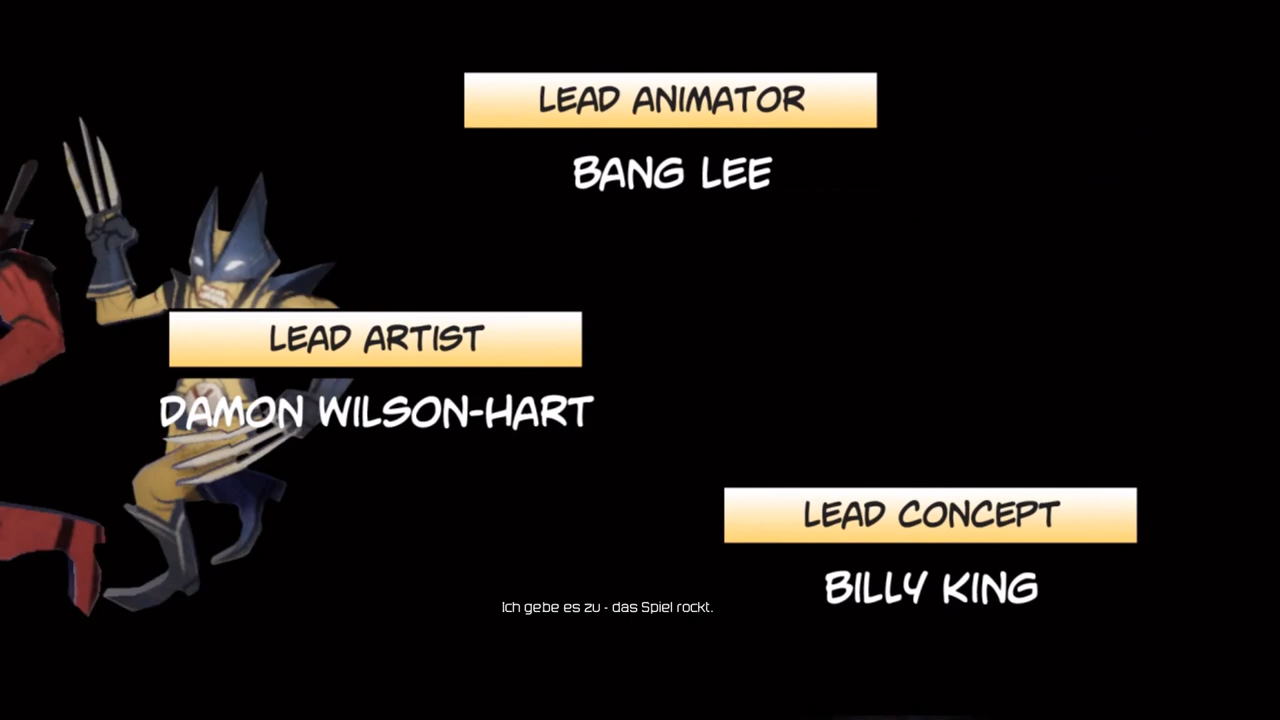 LEAD ANIMATOR
BANG LEE
LEAD ARTIST
DAMON WILSON-HART
LEAD CONCEPT
BILLY KING
Ich gebe es zu - das Spiel rockt.